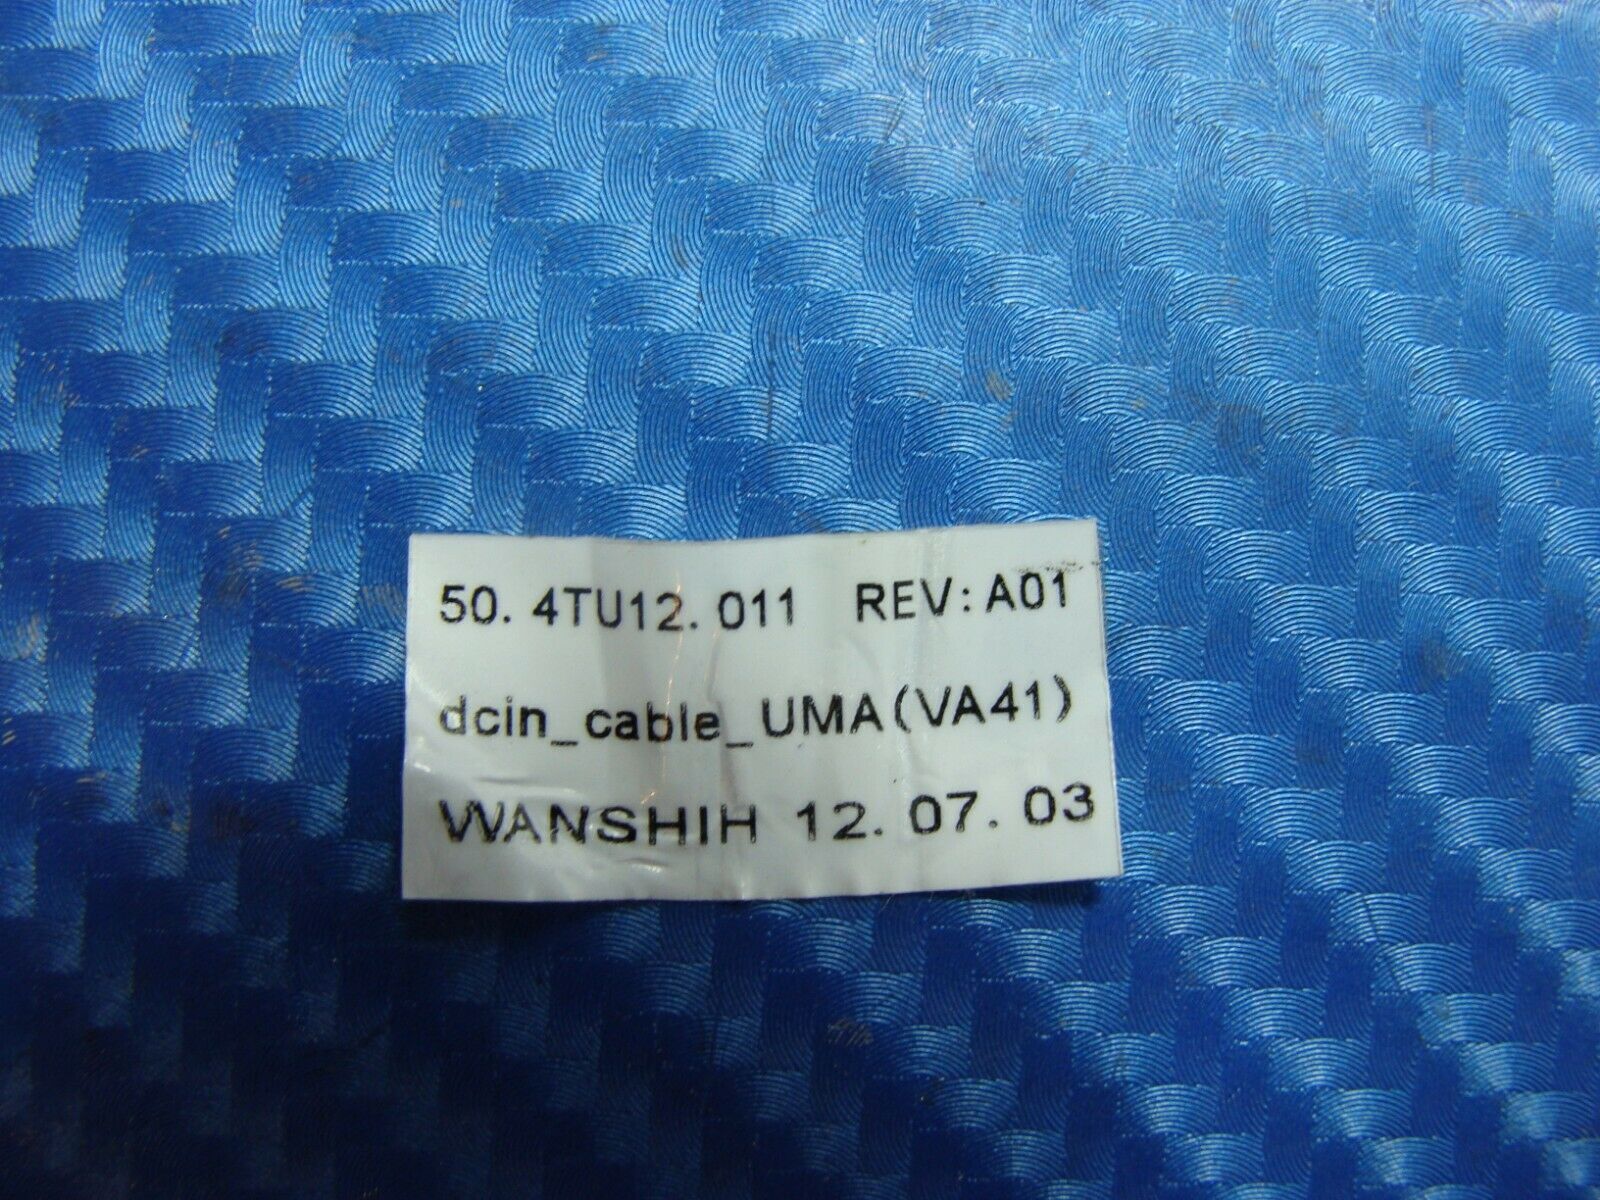 50.4TU12.011 REV:A01
dcin_cable_UMA(VA41)
WANSHIH 12.07.03